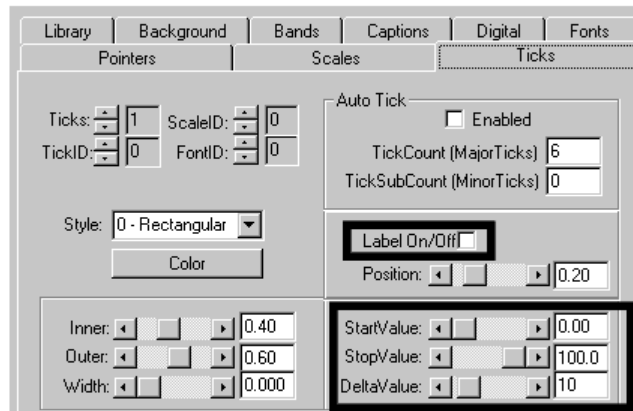 Library Background Bands Captions Digital Fonts
Pointers Scales Ticks
Auto Tick
Ticks: 1 ScaleID: 0
Enabled
TickID: 0 FontID: 0
TickCount (MajorTicks) 6
TickSubCount (MinorTicks) 0
Style: 0 - Rectangular
Label On/Off
Color
Position: 0.20
Inner: 0.40
StartValue: 0.00
Outer: 0.60
StopValue: 100.0
Width: 0.000
DeltaValue: 10